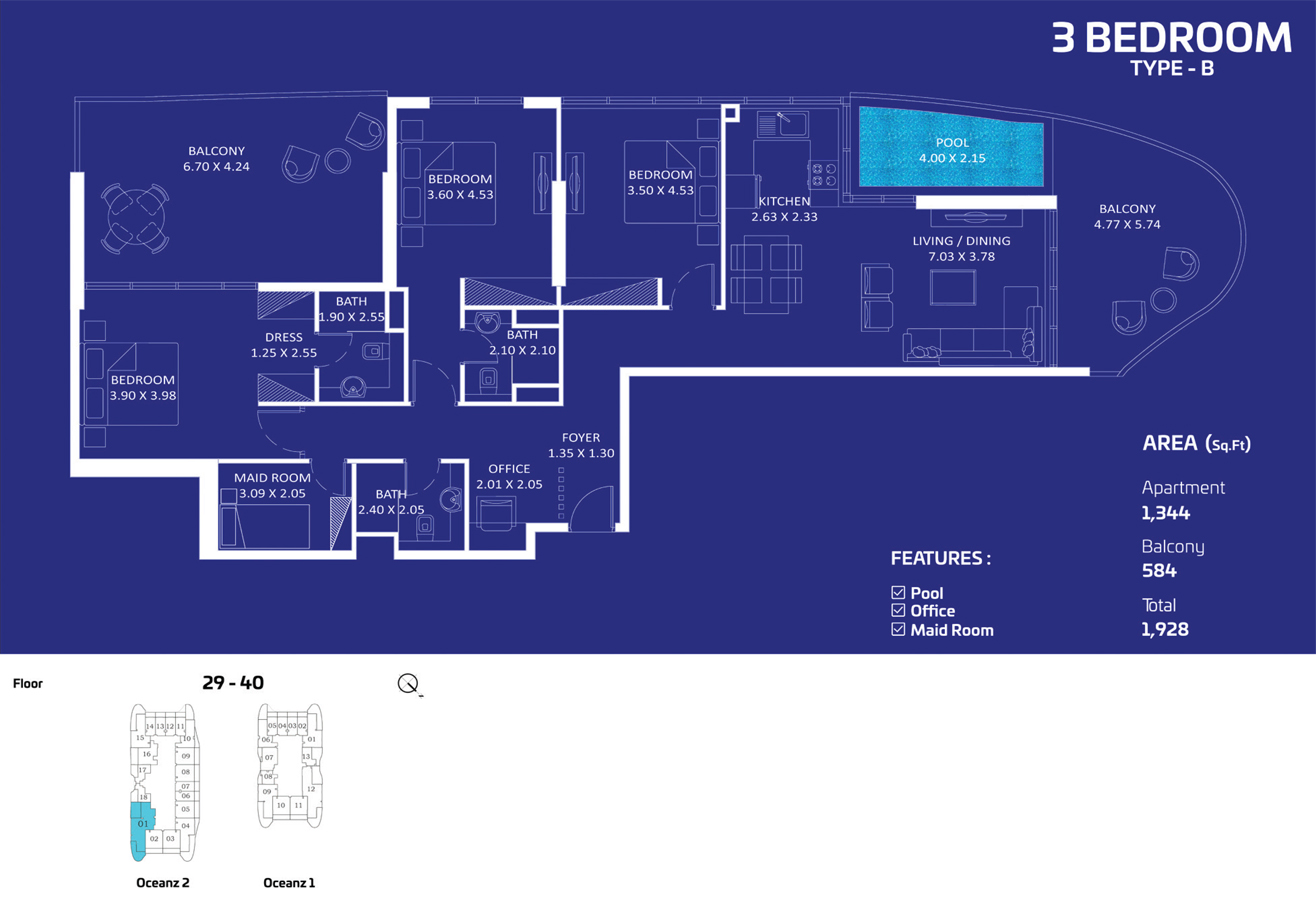 3 BEDROOM
TYPE - B
BALCONY
6.70 X 4.24
BEDROOM
3.60 X 4.53
BEDROOM
3.50 X 4.53
KITCHEN
2.63 X 2.33
POOL
4.00 X 2.15
BALCONY
4.77 X 5.74
LIVING / DINING
7.03 X 3.78
BATH
1.90 X 2.55
DRESS
1.25 X 2.55
BATH
2.10 X 2.10
BEDROOM
3.90 X 3.98
FOYER
1.35 X 1.30
OFFICE
2.01 X 2.05
MAID ROOM
3.09 X 2.05
BATH
2.40 X 2.05
AREA (Sq.Ft)
Apartment
1,344
Balcony
584
Total
1,928
FEATURES :
Pool
Office
Maid Room
Floor
29 - 40
14 13 12 11
15 10
16 09
17 08
07
18 06
05
01 04
02 03
Oceanz 2
05 04 03 02
06 01
07 13
08
09 12
10 11
Oceanz 1